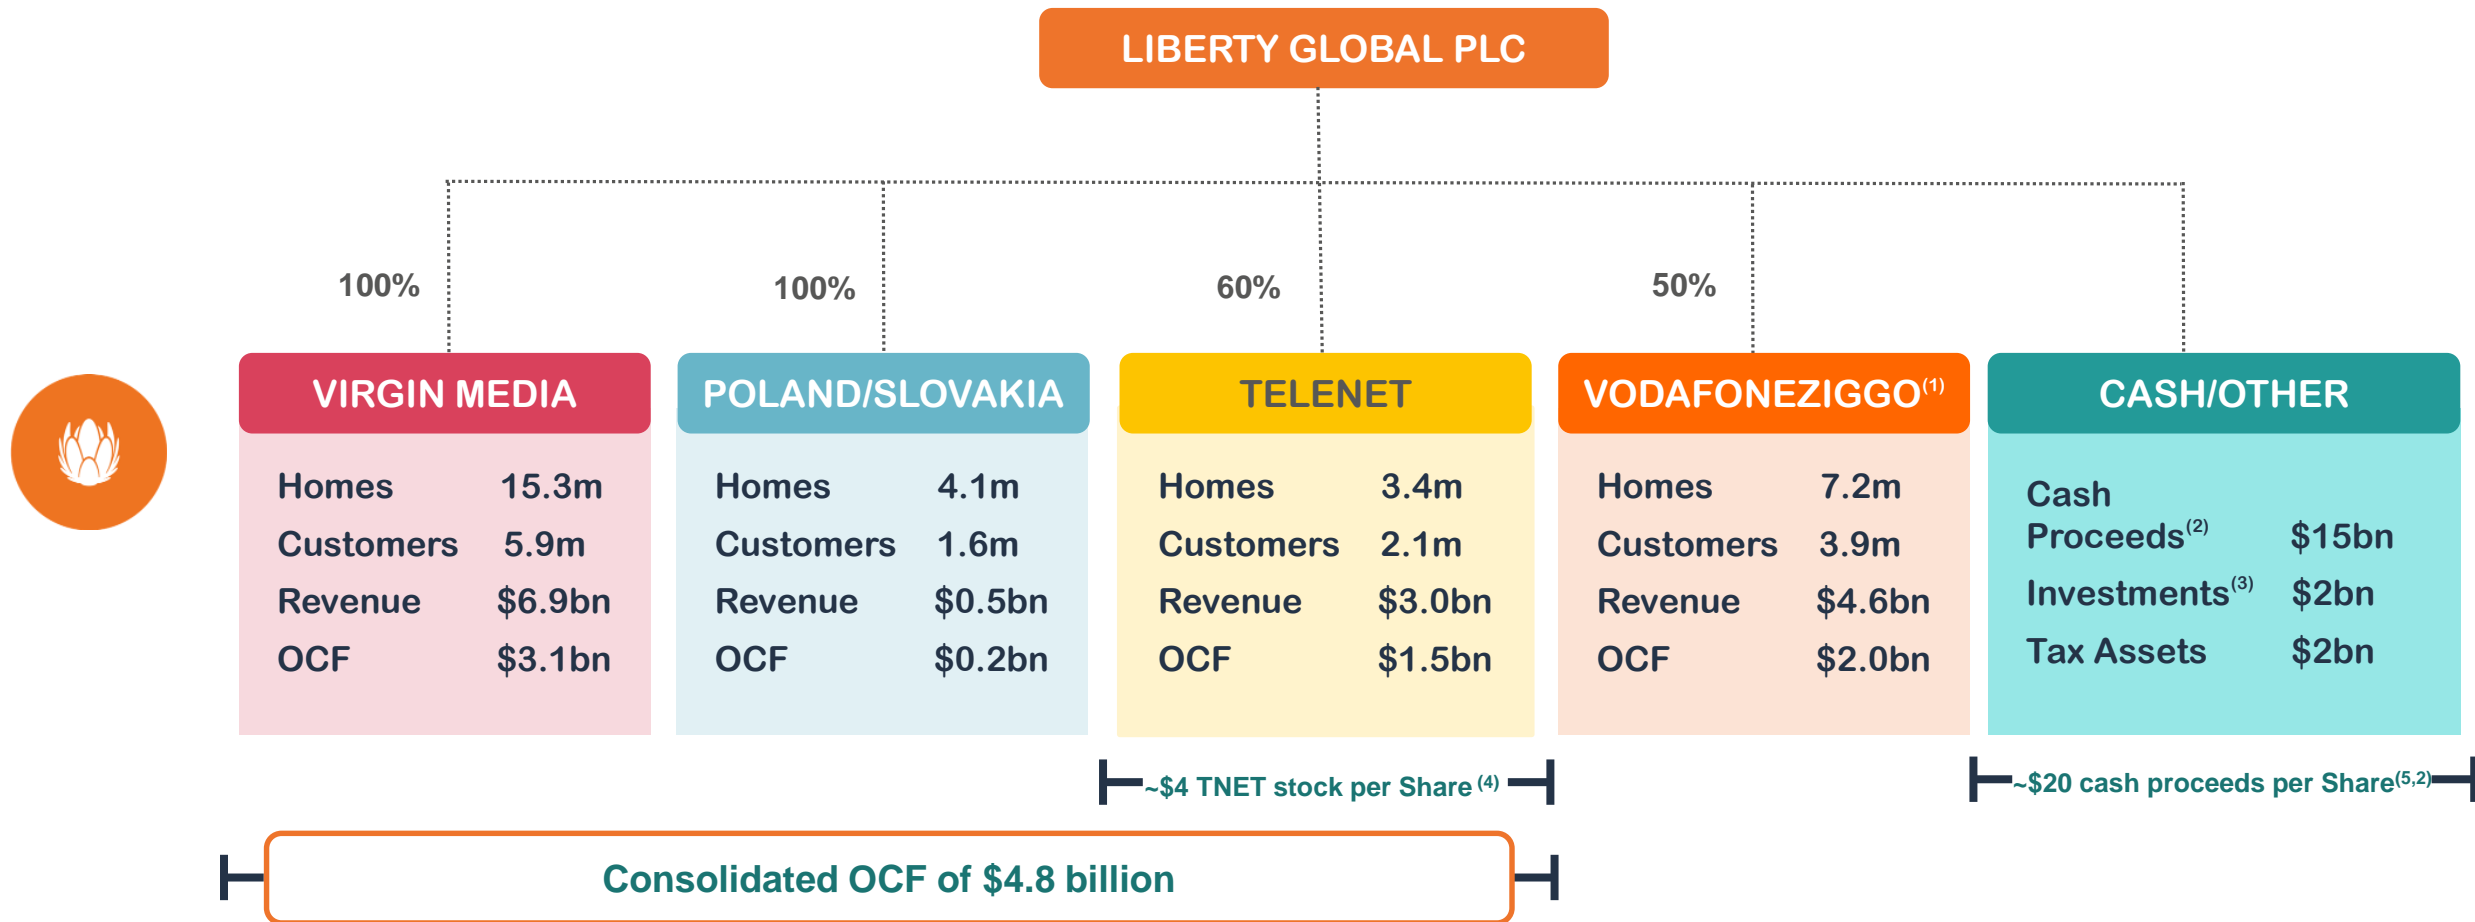 LIBERTY GLOBAL PLC
100%
100%
60%
50%
VIRGIN MEDIA
Homes 15.3m
Customers 5.9m
Revenue $6.9bn
OCF $3.1bn
POLAND/SLOVAKIA
Homes 4.1m
Customers 1.6m
Revenue $0.5bn
OCF $0.2bn
TELENET
Homes 3.4m
Customers 2.1m
Revenue $3.0bn
OCF $1.5bn
~$4 TNET stock per Share (4)
VODAFONEZIGGO(1)
Homes 7.2m
Customers 3.9m
Revenue $4.6bn
OCF $2.0bn
CASH/OTHER
Cash
Proceeds(2) $15bn
Investments(3) $2bn
Tax Assets $2bn
~$20 cash proceeds per Share(5,2)
Consolidated OCF of $4.8 billion